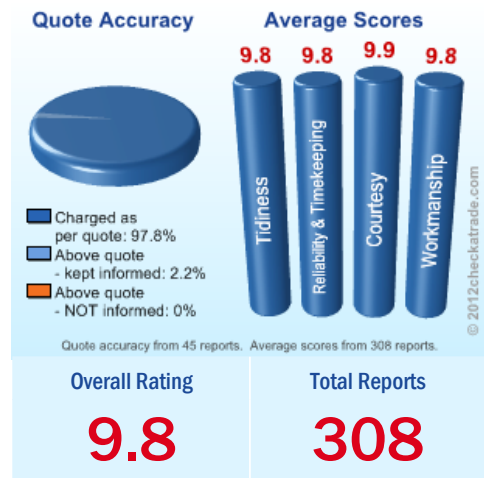 Quote Accuracy
Charged as
per quote: 97.8%
Above quote
- kept informed: 2.2%
Above quote
- NOT informed: 0%
Average Scores
9.8 9.8 9.9 9.8
Tidiness
Reliability & Timekeeping
Courtesy
Workmanship
© 2012checkatrade.com
Quote accuracy from 45 reports. Average scores from 308 reports.
Overall Rating
9.8
Total Reports
308